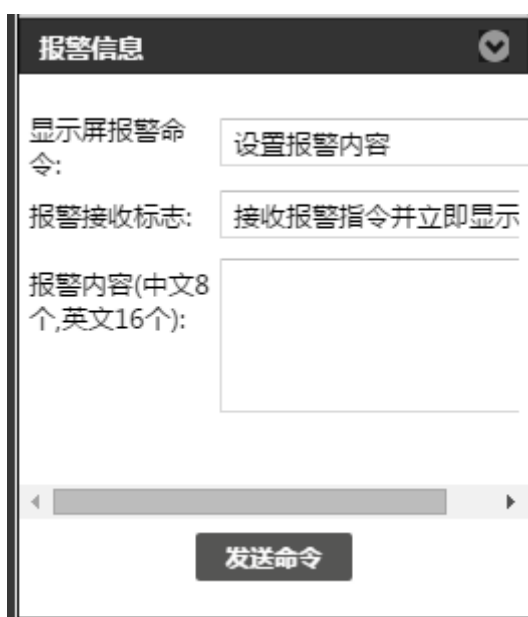 报警信息
显示屏报警命
令:
设置报警内容
报警接收标志:
接收报警指令并立即显示
报警内容(中文8
个,英文16个):
发送命令